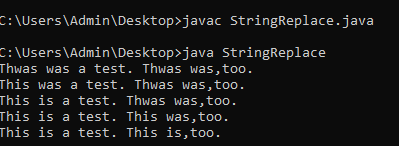 C:\Users\Admin\Desktop>javac StringReplace.java
C:\Users\Admin\Desktop>java StringReplace
Thwas was a test. Thwas was,too.
This was a test. Thwas was,too.
This is a test. Thwas was,too.
This is a test. This was,too.
This is a test. This is,too.